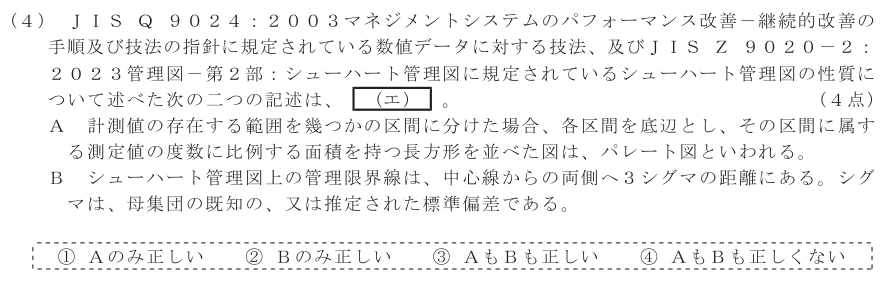 (4) ＪＩＳ Ｑ ９０２４：２００３マネジメントシステムのパフォーマンス改善－継続的改善の
手順及び技法の指針に規定されている数値データに対する技法、及びＪＩＳ Ｚ ９０２０－２：
２０２３管理図－第２部：シューハート管理図に規定されているシューハート管理図の性質に
ついて述べた次の二つの記述は、 (エ) 。 (４点)
Ａ 計測値の存在する範囲を幾つかの区間に分けた場合、各区間を底辺とし、その区間に属す
る測定値の度数に比例する面積を持つ長方形を並べた図は、パレート図といわれる。
Ｂ シューハート管理図上の管理限界線は、中心線からの両側へ３シグマの距離にある。シグ
マは、母集団の既知の、又は推定された標準偏差である。
① Ａのみ正しい ② Ｂのみ正しい ③ ＡもＢも正しい ④ ＡもＢも正しくない